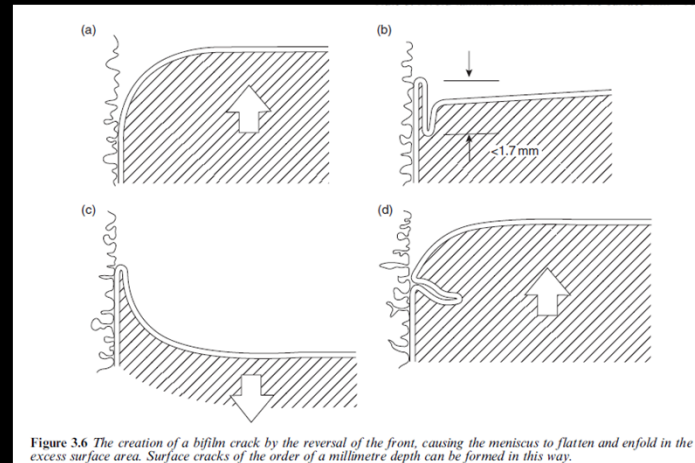 (a)
(b)
<1.7 mm
(c)
(d)
Figure 3.6 The creation of a bifilm crack by the reversal of the front, causing the meniscus to flatten and enfold in the
excess surface area. Surface cracks of the order of a millimetre depth can be formed in this way.